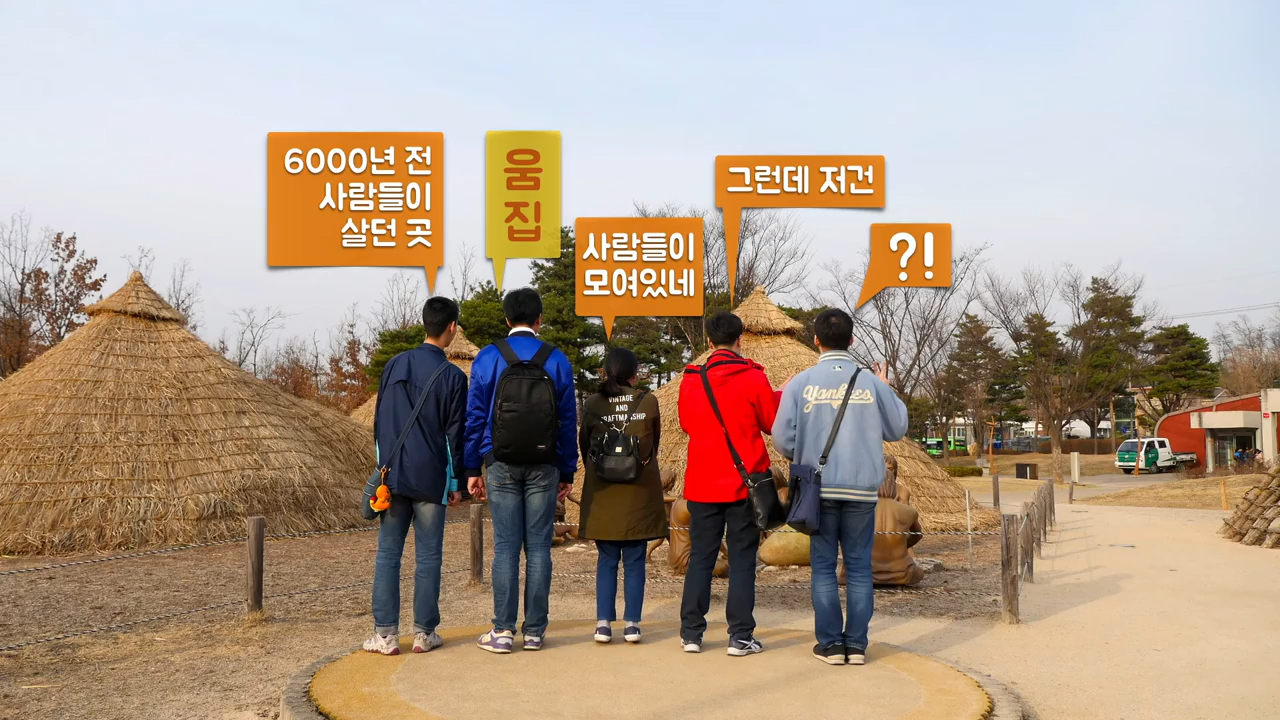 6000년 전
사람들이
살던 곳
움
집
사람들이
모여있네
그런데 저건
?!
VINTAGE
AND
CRAFTMANSHIP
Yankees